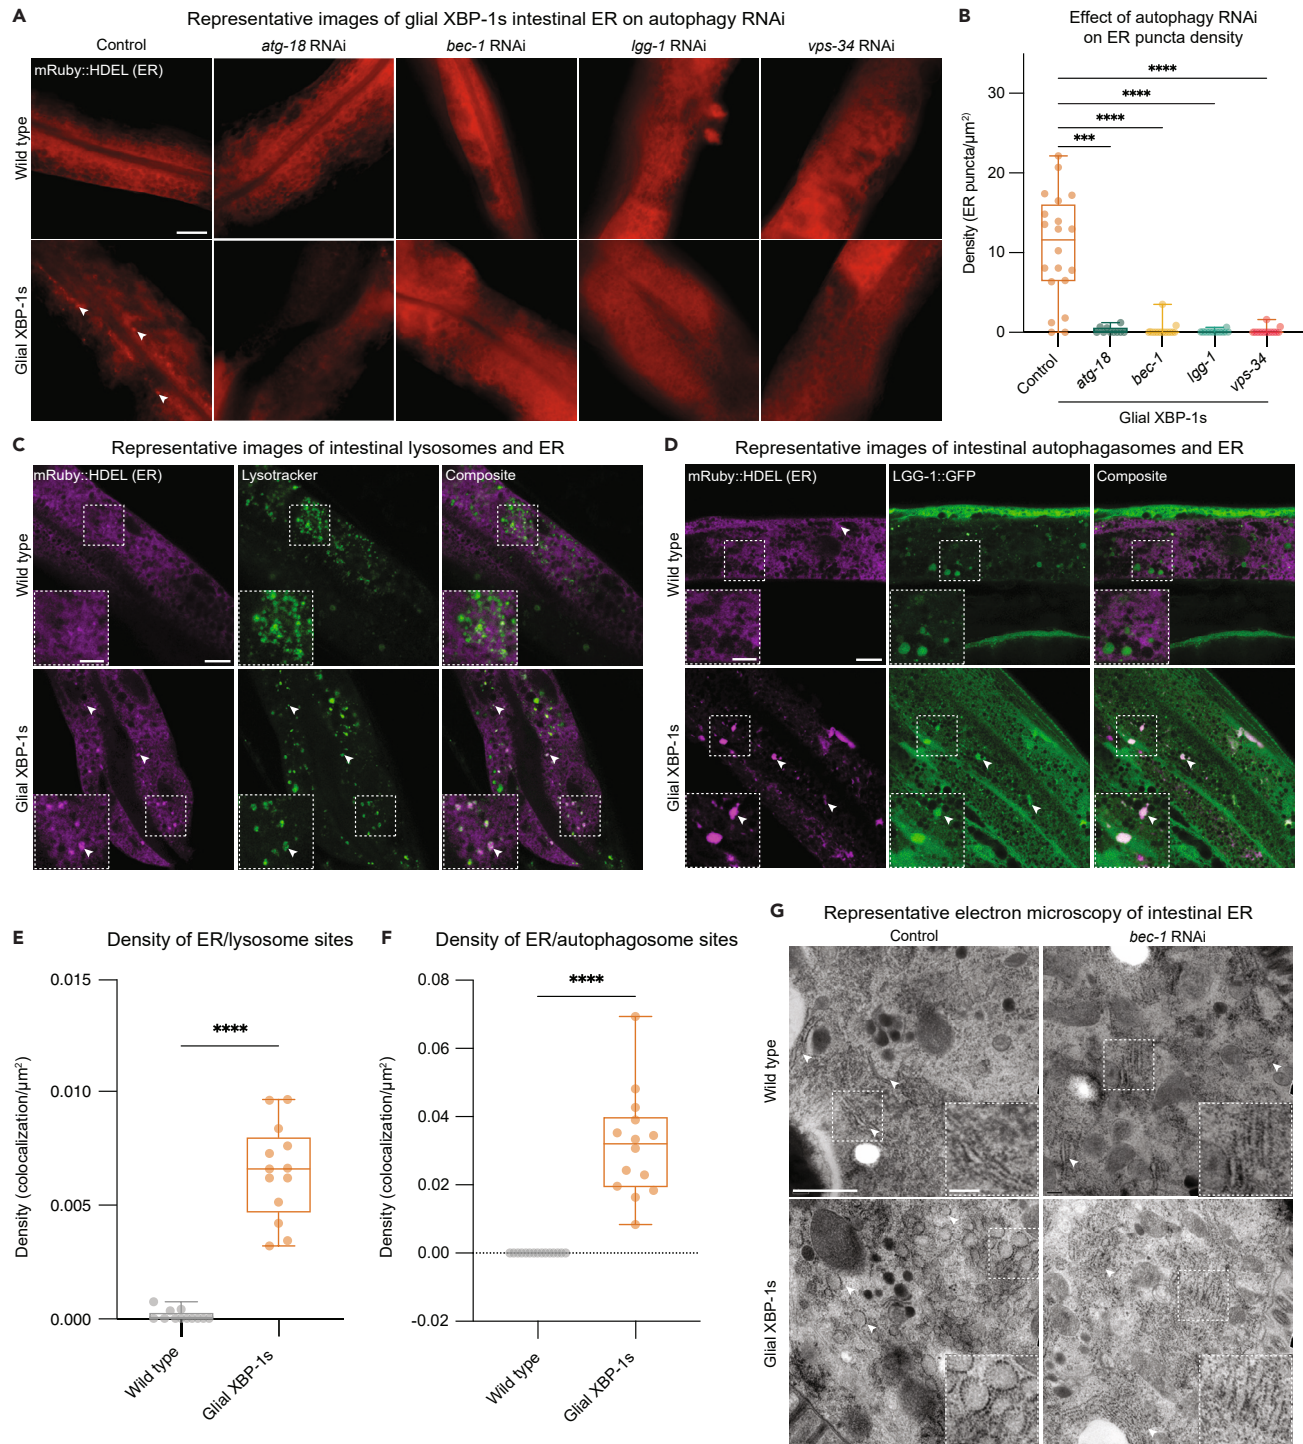 A
Representative images of glial XBP-1s intestinal ER on autophagy RNAi
Control
atg-18 RNAi
bec-1 RNAi
lgg-1 RNAi
vps-34 RNAi
mRuby::HDEL (ER)
Wild type
Glial XBP-1s
B
Effect of autophagy RNAi
on ER puncta density
Density (ER puncta/µm²)
30
20
10
0
****
****
****
***
Control
atg-18
bec-1
lgg-1
vps-34
Glial XBP-1s
C
Representative images of intestinal lysosomes and ER
mRuby::HDEL (ER)
Lysotracker
Composite
Wild type
Glial XBP-1s
D
Representative images of intestinal autophagasomes and ER
mRuby::HDEL (ER)
LGG-1::GFP
Composite
Wild type
Glial XBP-1s
E
Density of ER/lysosome sites
Density (colocalization/µm²)
0.015
0.010
0.005
0.000
****
Wild type
Glial XBP-1s
F
Density of ER/autophagosome sites
Density (colocalization/µm²)
0.08
0.06
0.04
0.02
0.00
-0.02
****
Wild type
Glial XBP-1s
G
Representative electron microscopy of intestinal ER
Control
bec-1 RNAi
Wild type
Glial XBP-1s